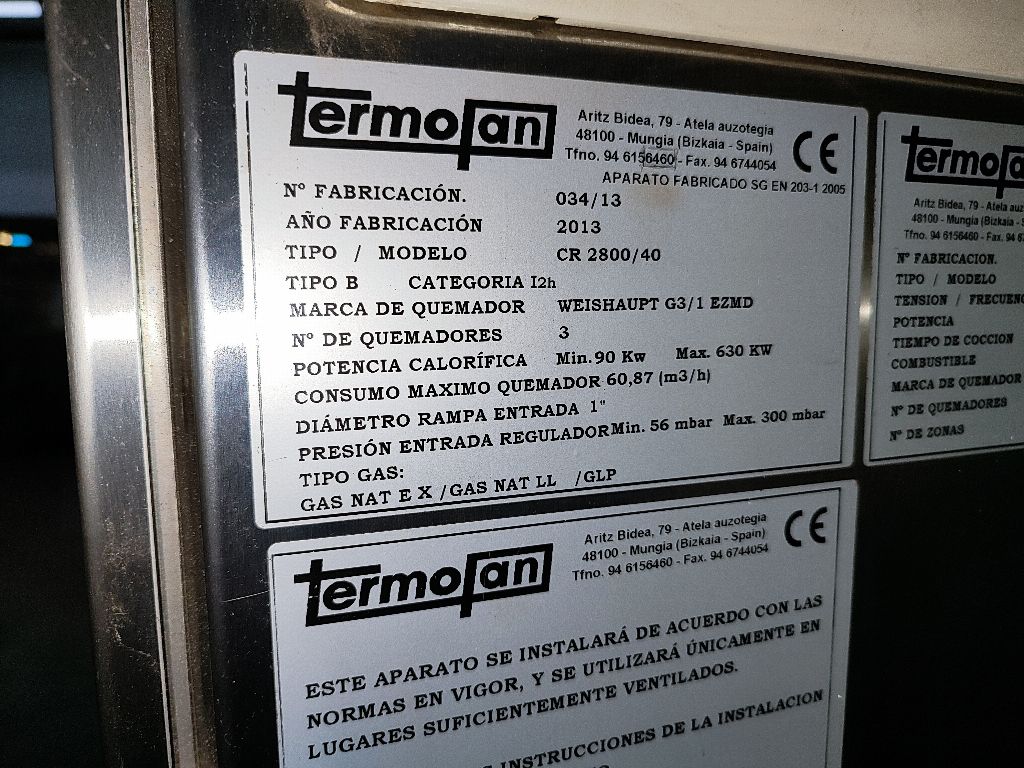 termopan
Aritz Bidea, 79 - Atela auzotegia
48100 - Mungia (Bizkaia - Spain)
Tfno. 94 6156460 - Fax. 94 6744054
CE
APARATO FABRICADO SG EN 203-1 2005
Nº FABRICACIÓN. 034/13
AÑO FABRICACIÓN 2013
TIPO / MODELO CR 2800/40
TIPO B CATEGORIA I2h
MARCA DE QUEMADOR WEISHAUPT G3/1 EZMD
Nº DE QUEMADORES 3
POTENCIA CALORÍFICA Min.90 Kw Max. 630 KW
CONSUMO MAXIMO QUEMADOR 60,87 (m3/h)
DIÁMETRO RAMPA ENTRADA 1"
PRESIÓN ENTRADA REGULADOR Min. 56 mbar Max. 300 mbar
TIPO GAS:
GAS NAT E X /GAS NAT LL /GLP
termopan
Aritz Bidea, 79 - Atela auzotegia
48100 - Mungia (Bizkaia - Spain)
Tfno. 94 6156460 - Fax. 94 6744054
CE
ESTE APARATO SE INSTALARÁ DE ACUERDO CON LAS
NORMAS EN VIGOR, Y SE UTILIZARÁ ÚNICAMENTE EN
LUGARES SUFICIENTEMENTE VENTILADOS.
INSTRUCCIONES DE LA INSTALACION
Aritz Bidea, 79 - Atela
48100 - Mungia (Bizkaia -
Tfno. 94 6156460 - Fax. 94
Nº FABRICACION.
TIPO / MODELO
TENSION /
POTENCIA
TIEMPO DE COCCION
COMBUSTIBLE
MARCA DE QUEMADOR
Nº DE QUEMADORES
Nº DE ZONAS